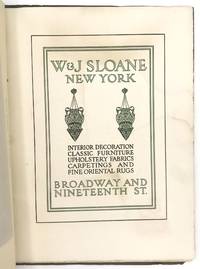 W&J SLOANE
NEW YORK
INTERIOR DECORATION
CLASSIC FURNITURE
UPHOLSTERY FABRICS
CARPETINGS AND
FINE ORIENTAL RUGS
BROADWAY AND
NINETEENTH ST.